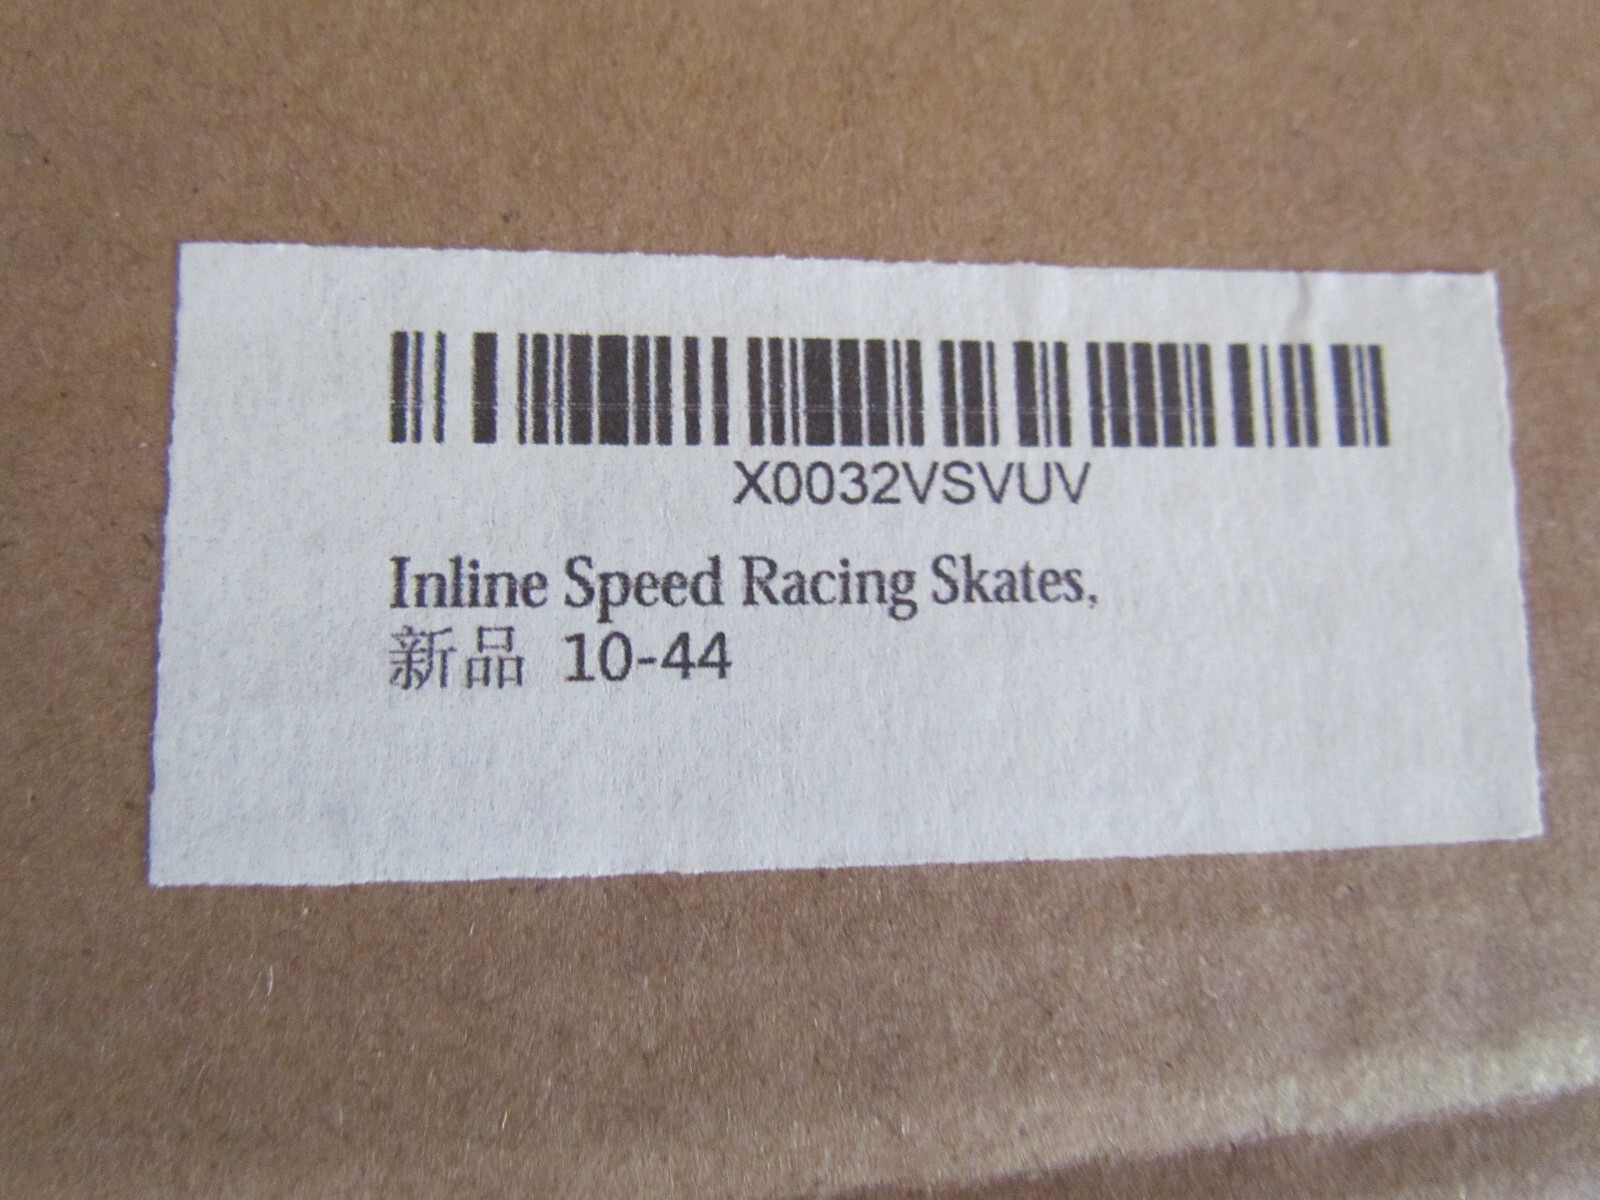 X0032VSVUV
Inline Speed Racing Skates,
新品 10-44